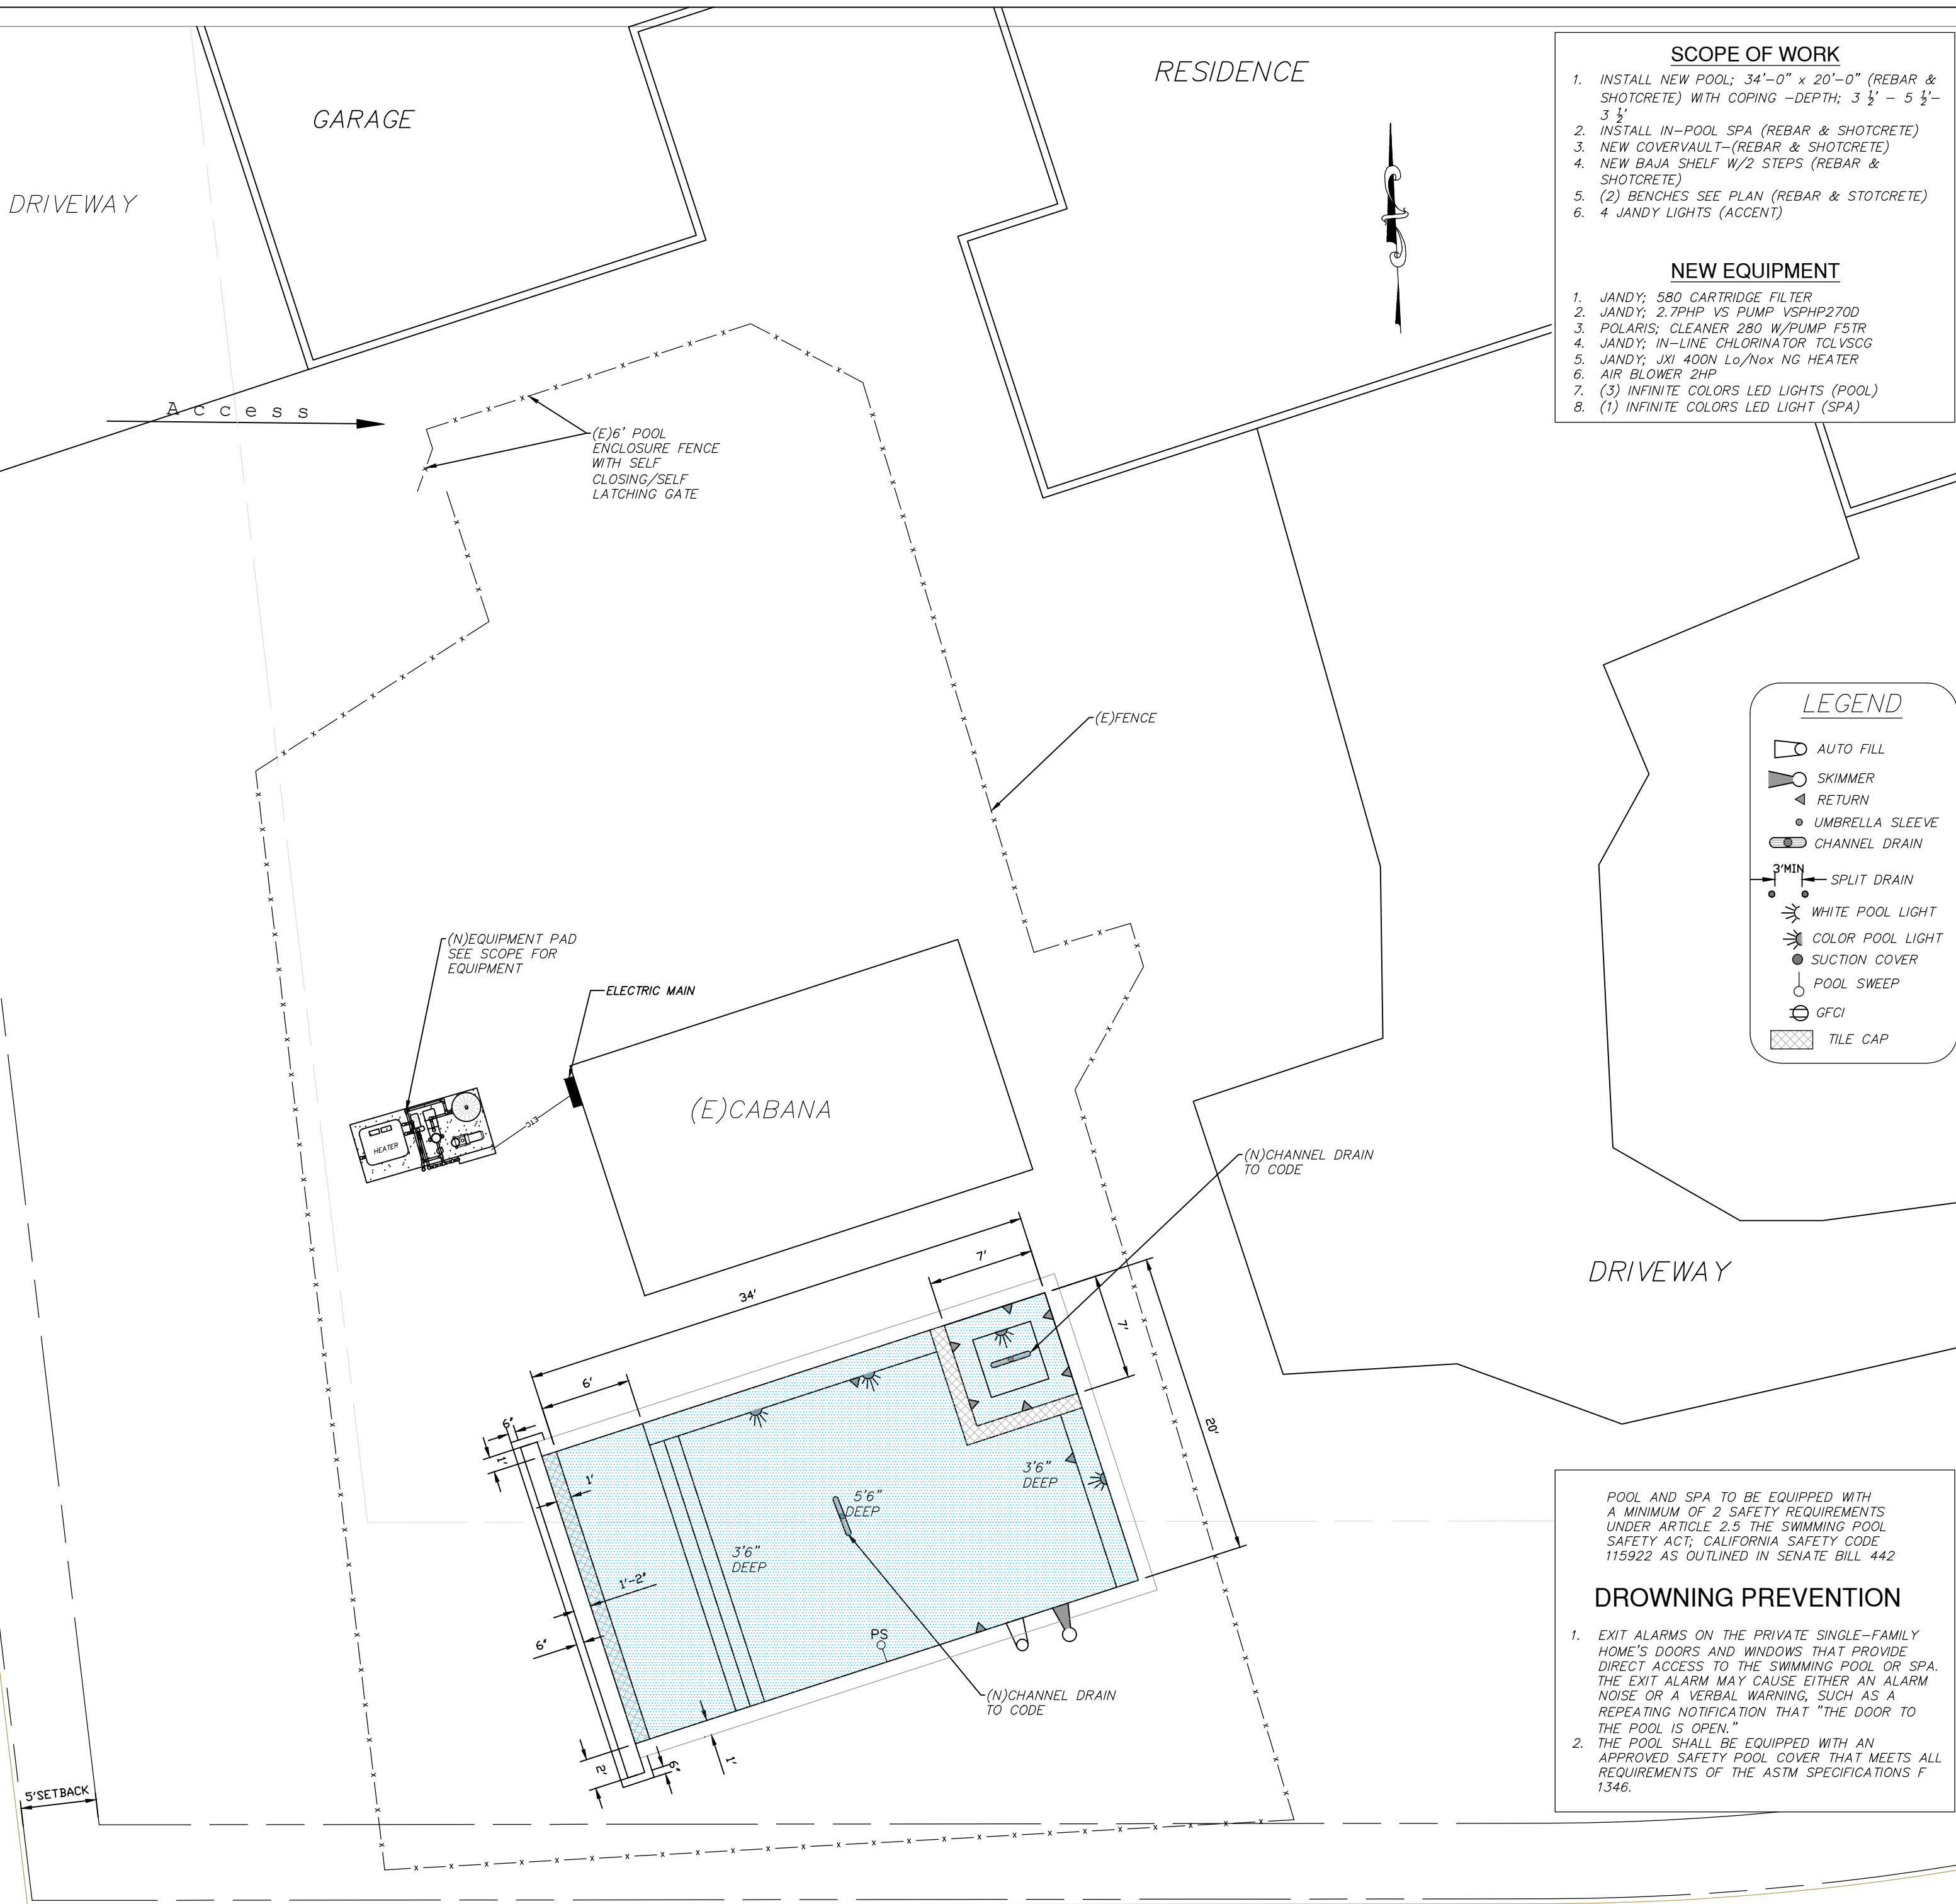 RESIDENCE
GARAGE
DRIVEWAY
Access
(E)6' POOL
ENCLOSURE FENCE
WITH SELF
CLOSING/SELF
LATCHING GATE
SCOPE OF WORK
1. INSTALL NEW POOL; 34'-0" x 20'-0" (REBAR &
SHOTCRETE) WITH COPING -DEPTH; 3 ½' - 5 ½'-
3 ½'
2. INSTALL IN-POOL SPA (REBAR & SHOTCRETE)
3. NEW COVERVAULT-(REBAR & SHOTCRETE)
4. NEW BAJA SHELF W/2 STEPS (REBAR &
SHOTCRETE)
5. (2) BENCHES SEE PLAN (REBAR & STOTCRETE)
6. 4 JANDY LIGHTS (ACCENT)
NEW EQUIPMENT
1. JANDY; 580 CARTRIDGE FILTER
2. JANDY; 2.7PHP VS PUMP VSPHP270D
3. POLARIS; CLEANER 280 W/PUMP F5TR
4. JANDY; IN-LINE CHLORINATOR TCLVSCG
5. JANDY; JXI 400N Lo/Nox NG HEATER
6. AIR BLOWER 2HP
7. (3) INFINITE COLORS LED LIGHTS (POOL)
8. (1) INFINITE COLORS LED LIGHT (SPA)
(E)FENCE
LEGEND
AUTO FILL
SKIMMER
RETURN
UMBRELLA SLEEVE
CHANNEL DRAIN
3'MIN
SPLIT DRAIN
WHITE POOL LIGHT
COLOR POOL LIGHT
SUCTION COVER
POOL SWEEP
GFCI
TILE CAP
(N)EQUIPMENT PAD
SEE SCOPE FOR
EQUIPMENT
ELECTRIC MAIN
HEATER
ETC
(E)CABANA
(N)CHANNEL DRAIN
TO CODE
DRIVEWAY
34'
7'
7'
20'
6'
6"
1'
1'
3'6"
DEEP
5'6"
DEEP
3'6"
DEEP
1'-2"
6"
PS
(N)CHANNEL DRAIN
TO CODE
1'
2'
6"
5'SETBACK
POOL AND SPA TO BE EQUIPPED WITH
A MINIMUM OF 2 SAFETY REQUIREMENTS
UNDER ARTICLE 2.5 THE SWIMMING POOL
SAFETY ACT; CALIFORNIA SAFETY CODE
115922 AS OUTLINED IN SENATE BILL 442
DROWNING PREVENTION
1. EXIT ALARMS ON THE PRIVATE SINGLE-FAMILY
HOME'S DOORS AND WINDOWS THAT PROVIDE
DIRECT ACCESS TO THE SWIMMING POOL OR SPA.
THE EXIT ALARM MAY CAUSE EITHER AN ALARM
NOISE OR A VERBAL WARNING, SUCH AS A
REPEATING NOTIFICATION THAT "THE DOOR TO
THE POOL IS OPEN."
2. THE POOL SHALL BE EQUIPPED WITH AN
APPROVED SAFETY POOL COVER THAT MEETS ALL
REQUIREMENTS OF THE ASTM SPECIFICATIONS F
1346.